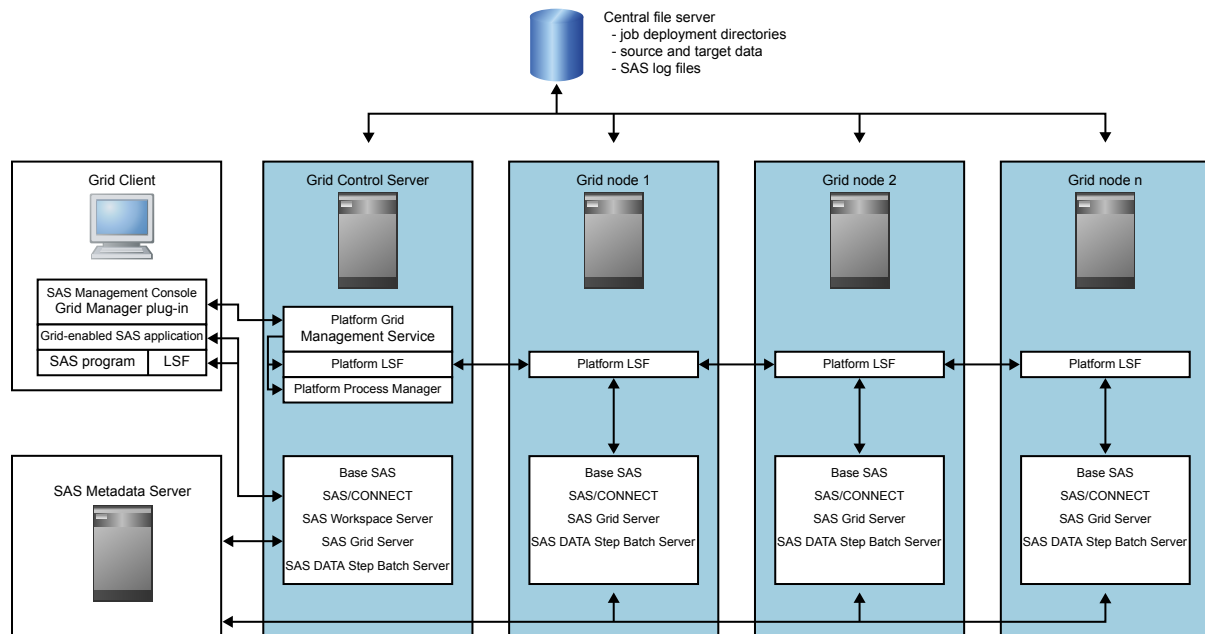 Central file server
- job deployment directories
- source and target data
- SAS log files
Grid Client
SAS Management Console
Grid Manager plug-in
Grid-enabled SAS application
SAS program
LSF
SAS Metadata Server
Grid Control Server
Platform Grid
Management Service
Platform LSF
Platform Process Manager
Base SAS
SAS/CONNECT
SAS Workspace Server
SAS Grid Server
SAS DATA Step Batch Server
Grid node 1
Platform LSF
Base SAS
SAS/CONNECT
SAS Grid Server
SAS DATA Step Batch Server
Grid node 2
Platform LSF
Base SAS
SAS/CONNECT
SAS Grid Server
SAS DATA Step Batch Server
Grid node n
Platform LSF
Base SAS
SAS/CONNECT
SAS Grid Server
SAS DATA Step Batch Server